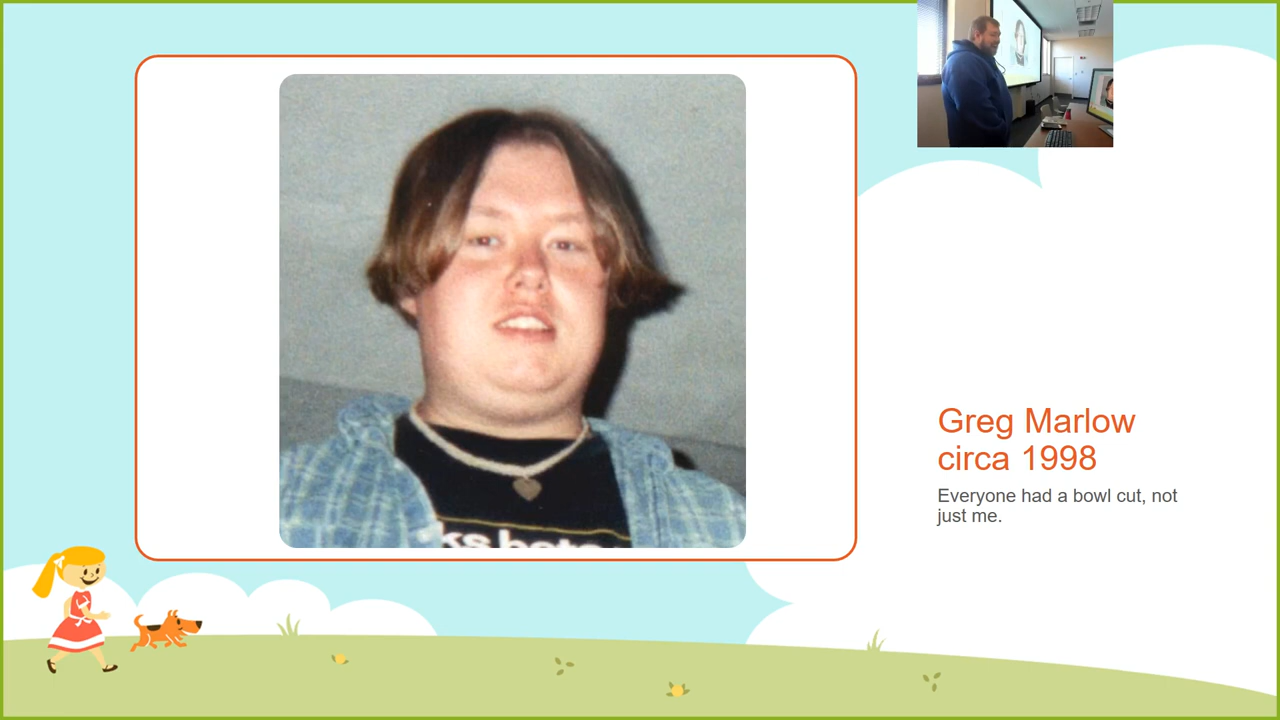 Greg Marlow
circa 1998
Everyone had a bowl cut, not
just me.